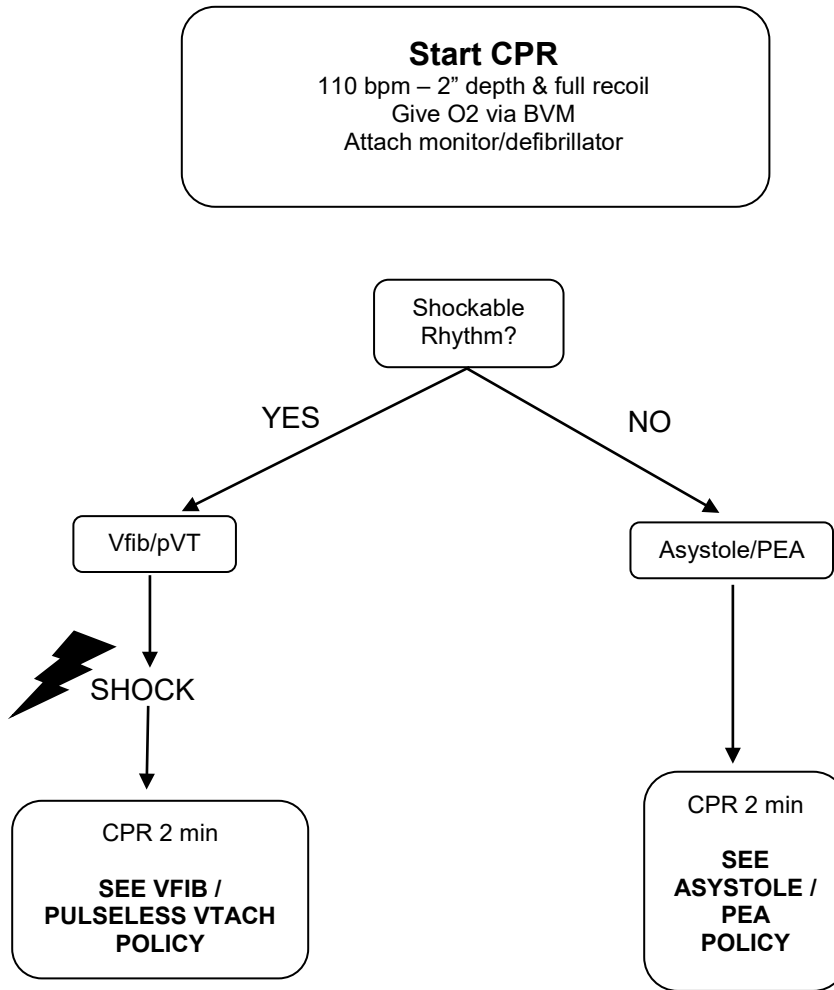 Start CPR
110 bpm – 2” depth & full recoil
Give O2 via BVM
Attach monitor/defibrillator
Shockable
Rhythm?
YES
NO
Vfib/pVT
Asystole/PEA
SHOCK
CPR 2 min
SEE VFIB /
PULSELESS VTACH
POLICY
CPR 2 min
SEE
ASYSTOLE /
PEA
POLICY